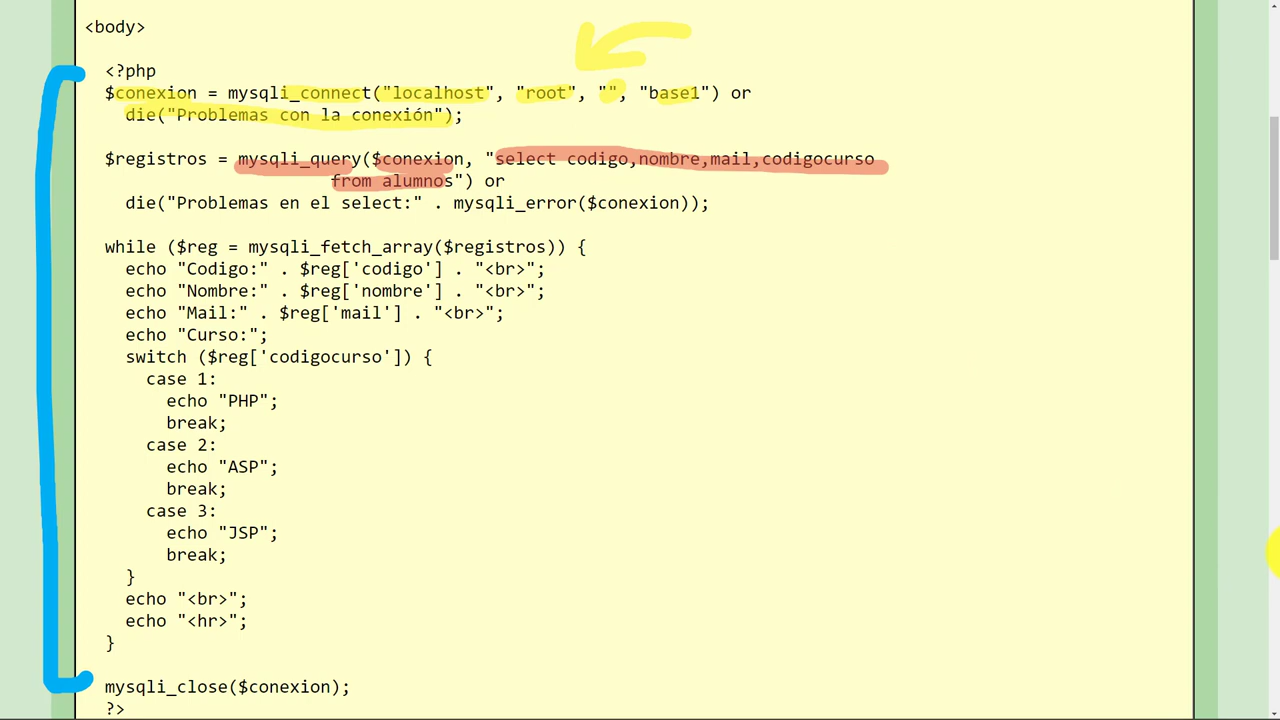 <body>
<?php
$conexion = mysqli_connect("localhost", "root", "", "base1") or
die("Problemas con la conexión");
$registros = mysqli_query($conexion, "select codigo,nombre,mail,codigocurso
from alumnos") or
die("Problemas en el select:" . mysqli_error($conexion));
while ($reg = mysqli_fetch_array($registros)) {
echo "Codigo:" . $reg['codigo'] . "<br>";
echo "Nombre:" . $reg['nombre'] . "<br>";
echo "Mail:" . $reg['mail'] . "<br>";
echo "Curso:";
switch ($reg['codigocurso']) {
case 1:
echo "PHP";
break;
case 2:
echo "ASP";
break;
case 3:
echo "JSP";
break;
}
echo "<br>";
echo "<hr>";
}
mysqli_close($conexion);
?>